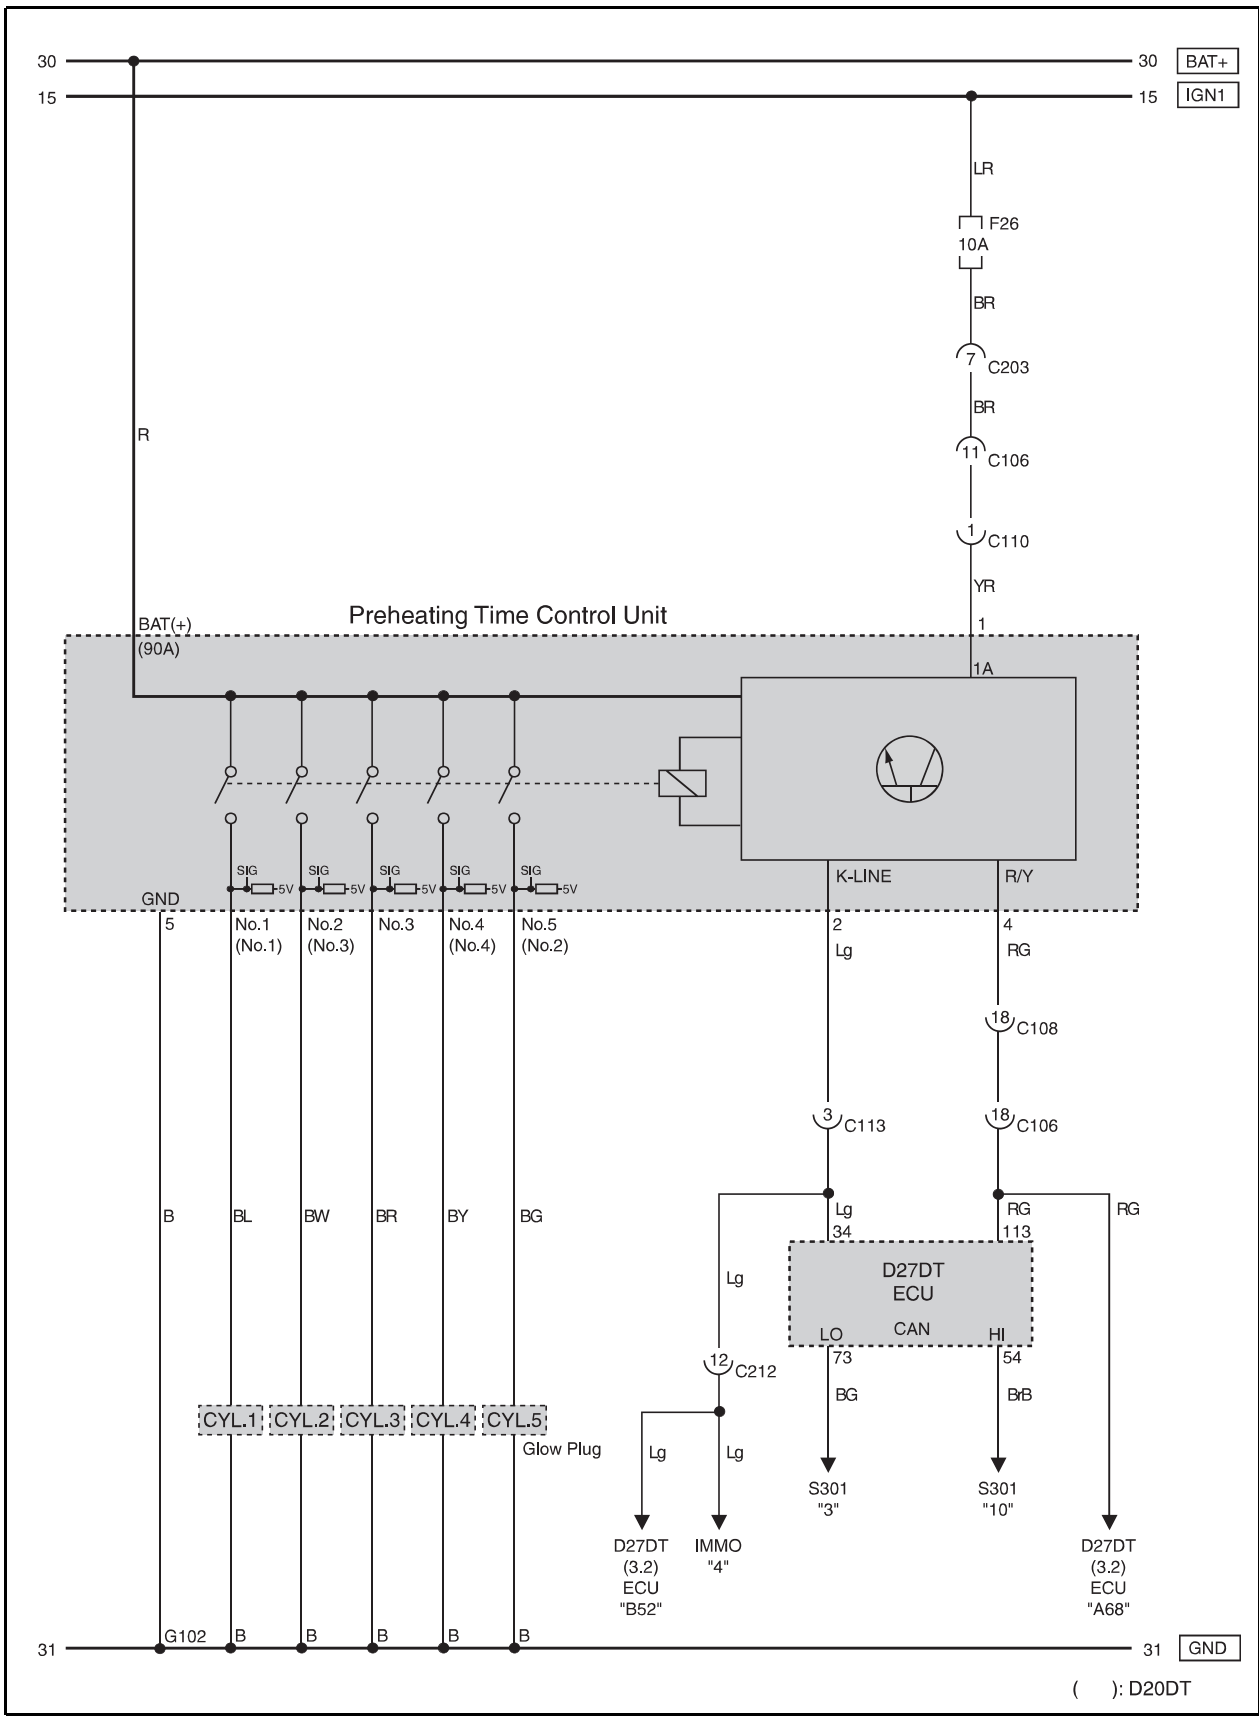 30
30 BAT+
15
15 IGN1
LR
F26
10A
BR
7 C203
BR
R
11 C106
1 C110
YR
Preheating Time Control Unit
BAT(+)
(90A)
1
1A
SIG SIG SIG SIG SIG
5V 5V 5V 5V 5V
K-LINE
R/Y
GND
5
No.1
(No.1)
No.2
(No.3)
No.3
No.4
(No.4)
No.5
(No.2)
2
Lg
4
RG
18 C108
3 C113
18 C106
B BL BW BR BY BG
Lg
34
RG
113
RG
D27DT
ECU
CAN
LO
HI
73
54
Lg
12 C212
BG
BrB
CYL.1 CYL.2 CYL.3 CYL.4 CYL.5
Glow Plug
Lg
Lg
S301
"3"
S301
"10"
D27DT
(3.2)
ECU
"B52"
IMMO
"4"
D27DT
(3.2)
ECU
"A68"
G102 B B B B B
31
31 GND
( ): D20DT